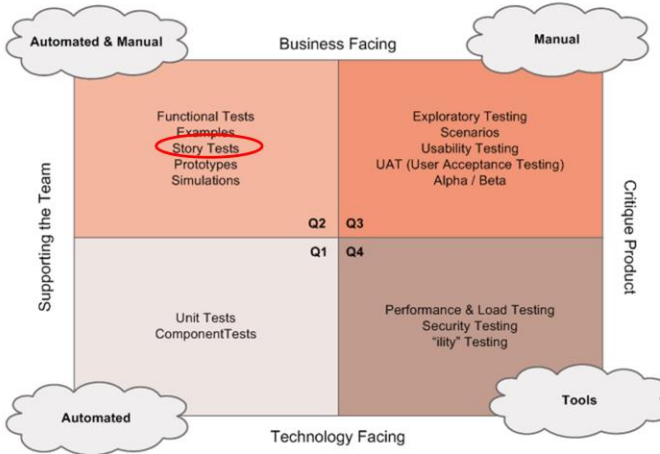 Automated & Manual
Business Facing
Manual
Functional Tests
Examples
Story Tests
Prototypes
Simulations
Exploratory Testing
Scenarios
Usability Testing
UAT (User Acceptance Testing)
Alpha / Beta
Supporting the Team
Critique Product
Q2
Q3
Q1
Q4
Unit Tests
ComponentTests
Performance & Load Testing
Security Testing
"ility" Testing
Automated
Tools
Technology Facing